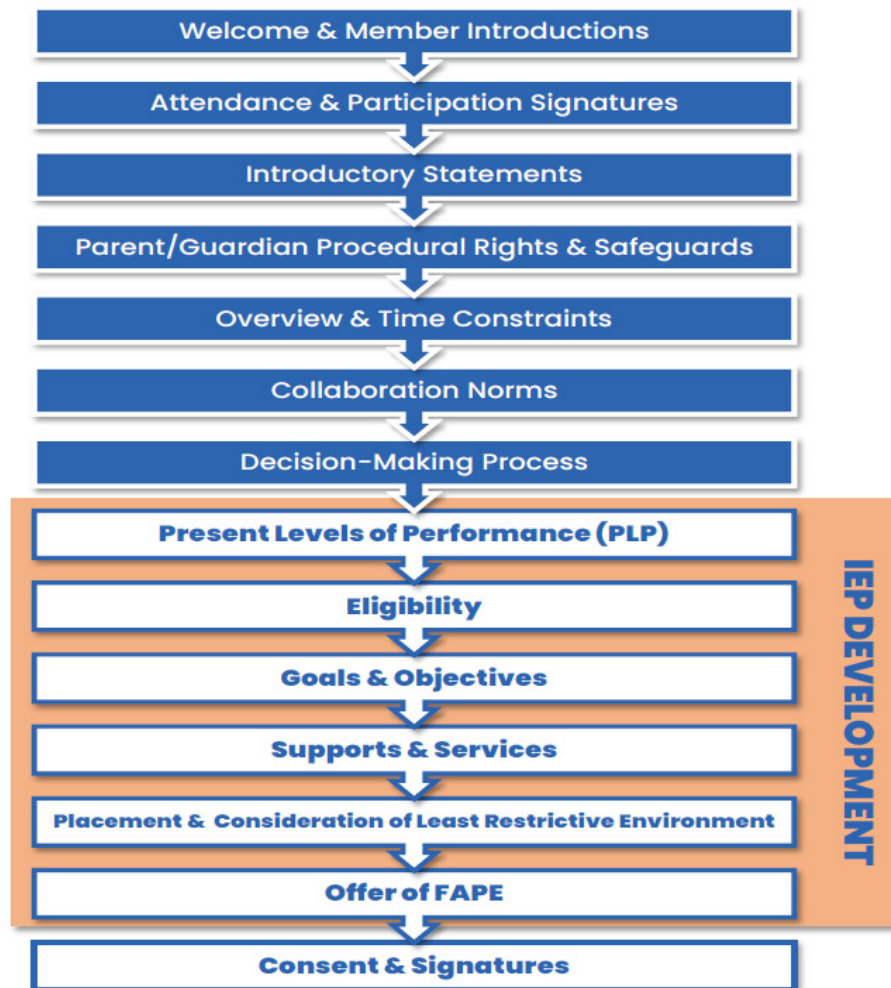 Welcome & Member Introductions
Attendance & Participation Signatures
Introductory Statements
Parent/Guardian Procedural Rights & Safeguards
Overview & Time Constraints
Collaboration Norms
Decision-Making Process
Present Levels of Performance (PLP)
Eligibility
Goals & Objectives
Supports & Services
Placement & Consideration of Least Restrictive Environment
Offer of FAPE
IEP DEVELOPMENT
Consent & Signatures